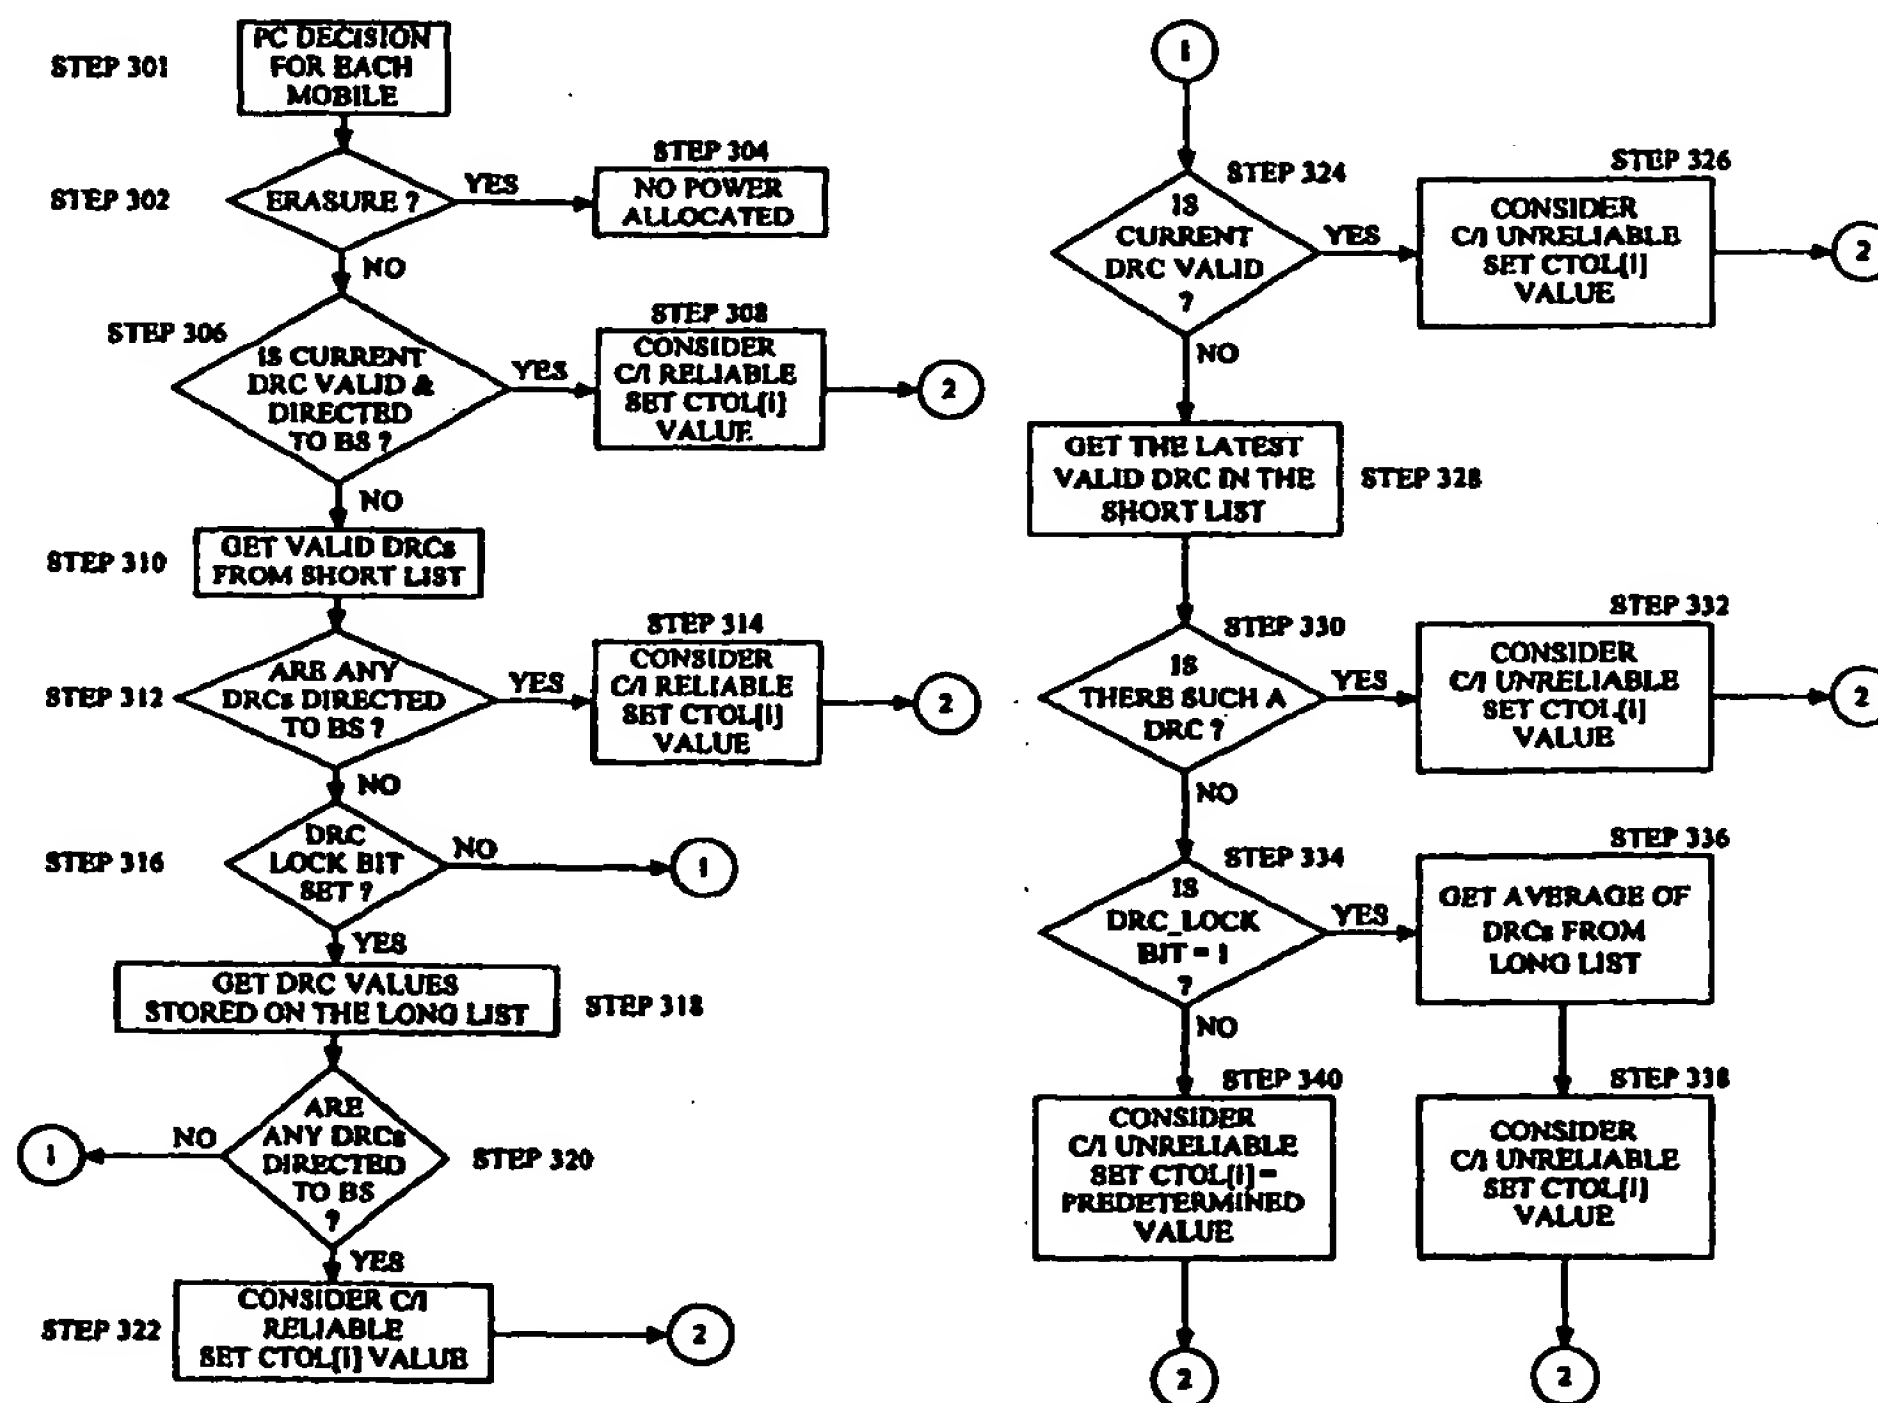 STEP 301
PC DECISION
FOR EACH
MOBILE
STEP 302
ERASURE ?
YES
STEP 304
NO POWER
ALLOCATED
NO
STEP 306
IS CURRENT
DRC VALID &
DIRECTED
TO BS ?
YES
STEP 308
CONSIDER
C/I RELIABLE
SET CTOL[i]
VALUE
2
NO
STEP 310
GET VALID DRCs
FROM SHORT LIST
STEP 312
ARE ANY
DRCs DIRECTED
TO BS ?
YES
STEP 314
CONSIDER
C/I RELIABLE
SET CTOL[i]
VALUE
2
NO
STEP 316
DRC
LOCK BIT
SET ?
NO
1
YES
GET DRC VALUES
STORED ON THE LONG LIST
STEP 318
ARE
ANY DRCs
DIRECTED
TO BS
?
NO
1
STEP 320
YES
STEP 322
CONSIDER C/I
RELIABLE
SET CTOL[i] VALUE
2
1
STEP 324
IS
CURRENT
DRC VALID
?
YES
STEP 326
CONSIDER
C/I UNRELIABLE
SET CTOL[i]
VALUE
2
NO
GET THE LATEST
VALID DRC IN THE
SHORT LIST
STEP 328
STEP 330
IS
THERE SUCH A
DRC ?
YES
STEP 332
CONSIDER
C/I UNRELIABLE
SET CTOL[i]
VALUE
2
NO
STEP 334
IS
DRC_LOCK
BIT = 1
?
YES
STEP 336
GET AVERAGE OF
DRCs FROM
LONG LIST
NO
STEP 340
CONSIDER
C/I UNRELIABLE
SET CTOL[i] =
PREDETERMINED
VALUE
2
STEP 338
CONSIDER
C/I UNRELIABLE
SET CTOL[i]
VALUE
2